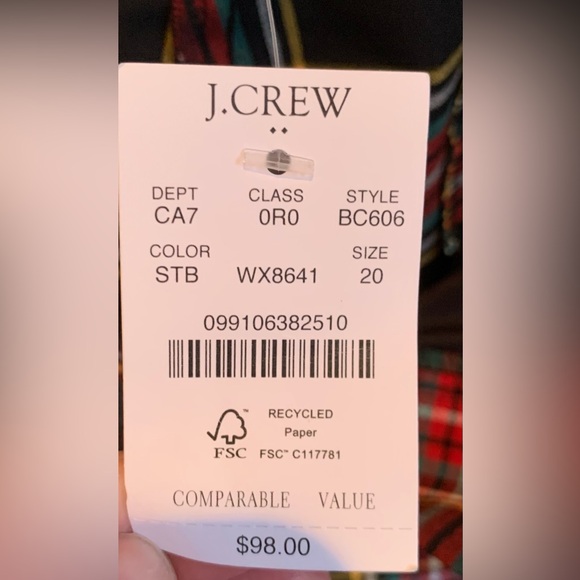 J.CREW
DEPT CLASS STYLE
CA7 0R0 BC606
COLOR SIZE
STB WX8641 20
099106382510
RECYCLED
Paper
FSC™ FSC™ C117781
COMPARABLE VALUE
$98.00